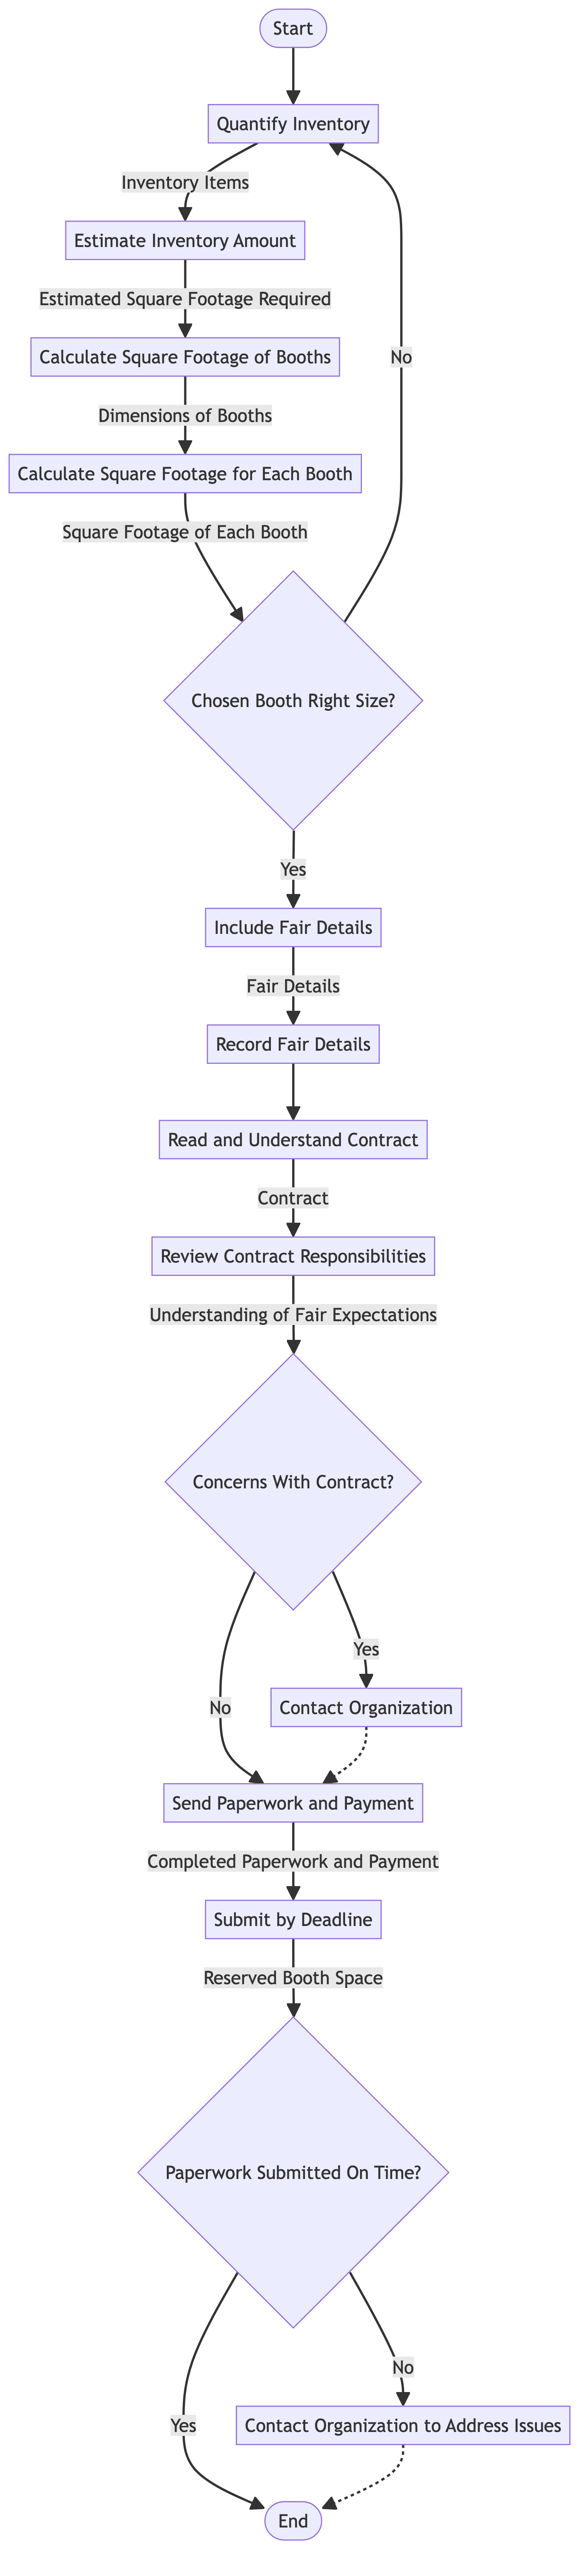 Start
Quantify Inventory
Inventory Items
Estimate Inventory Amount
Estimated Square Footage Required
Calculate Square Footage of Booths
No
Dimensions of Booths
Calculate Square Footage for Each Booth
Square Footage of Each Booth
Chosen Booth Right Size?
Yes
Include Fair Details
Fair Details
Record Fair Details
Read and Understand Contract
Contract
Review Contract Responsibilities
Understanding of Fair Expectations
Concerns With Contract?
Yes
No
Contact Organization
Send Paperwork and Payment
Completed Paperwork and Payment
Submit by Deadline
Reserved Booth Space
Paperwork Submitted On Time?
No
Yes
Contact Organization to Address Issues
End